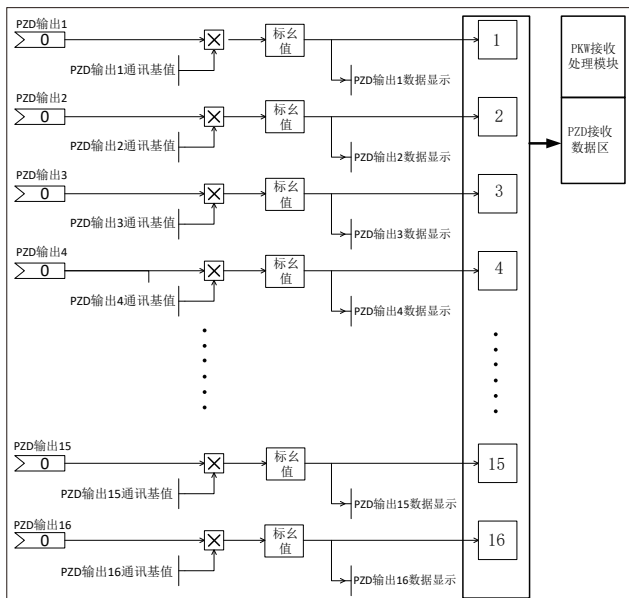 PZD输出1
0
PZD输出1通讯基值
标幺
值
PZD输出1数据显示
1
PZD输出2
0
PZD输出2通讯基值
标幺
值
PZD输出2数据显示
2
PZD输出3
0
PZD输出3通讯基值
标幺
值
PZD输出3数据显示
3
PZD输出4
0
PZD输出4通讯基值
标幺
值
PZD输出4数据显示
4
PZD输出15
0
PZD输出15通讯基值
标幺
值
PZD输出15数据显示
15
PZD输出16
0
PZD输出16通讯基值
标幺
值
PZD输出16数据显示
16
PKW接收
处理模块
PZD接收
数据区